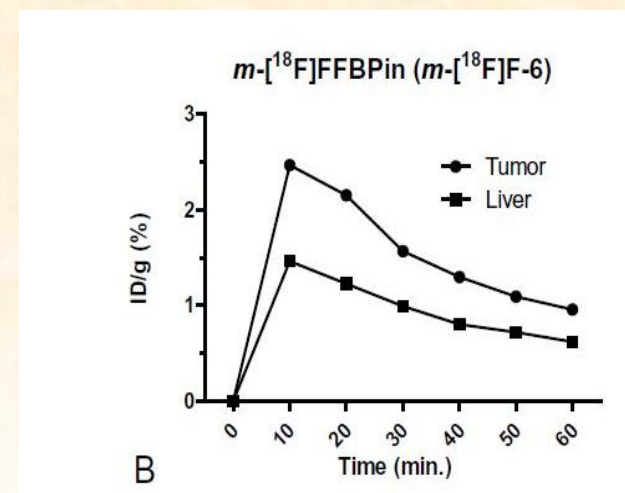 m-[18F]FFBPin (m-[18F]F-6)
3
2
1
0
ID/g (%)
Tumor
Liver
0 10 20 30 40 50 60
Time (min.)
B